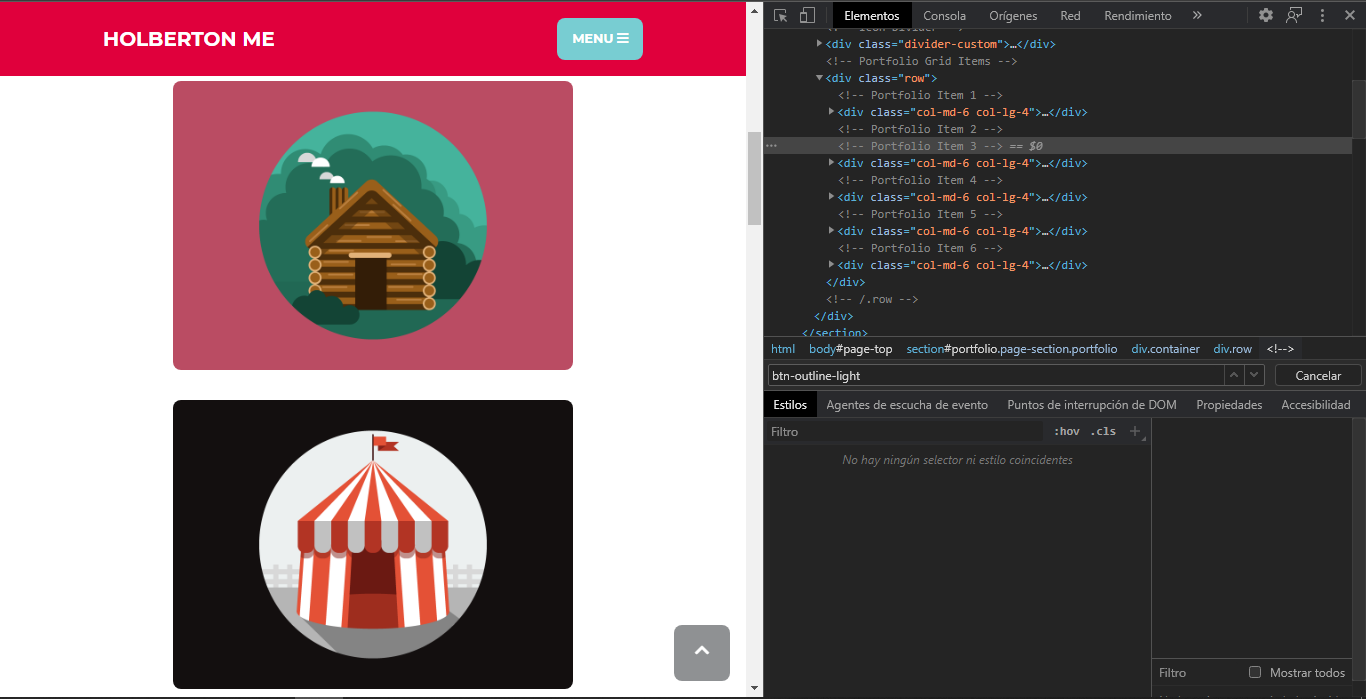 HOLBERTON ME
MENU
Elementos
Consola
Orígenes
Red
Rendimiento
»
<div class="divider-custom">…</div>
<!-- Portfolio Grid Items -->
<div class="row">
<!-- Portfolio Item 1 -->
<div class="col-md-6 col-lg-4">…</div>
<!-- Portfolio Item 2 -->
<!-- Portfolio Item 3 --> == $0
<div class="col-md-6 col-lg-4">…</div>
<!-- Portfolio Item 4 -->
<div class="col-md-6 col-lg-4">…</div>
<!-- Portfolio Item 5 -->
<div class="col-md-6 col-lg-4">…</div>
<!-- Portfolio Item 6 -->
<div class="col-md-6 col-lg-4">…</div>
</div>
<!-- /.row -->
</div>
</section>
html body#page-top section#portfolio.page-section.portfolio div.container div.row <!-->
btn-outline-light
Cancelar
Estilos
Agentes de escucha de evento
Puntos de interrupción de DOM
Propiedades
Accesibilidad
Filtro
:hov .cls +
No hay ningún selector ni estilo coincidentes
Filtro
Mostrar todos